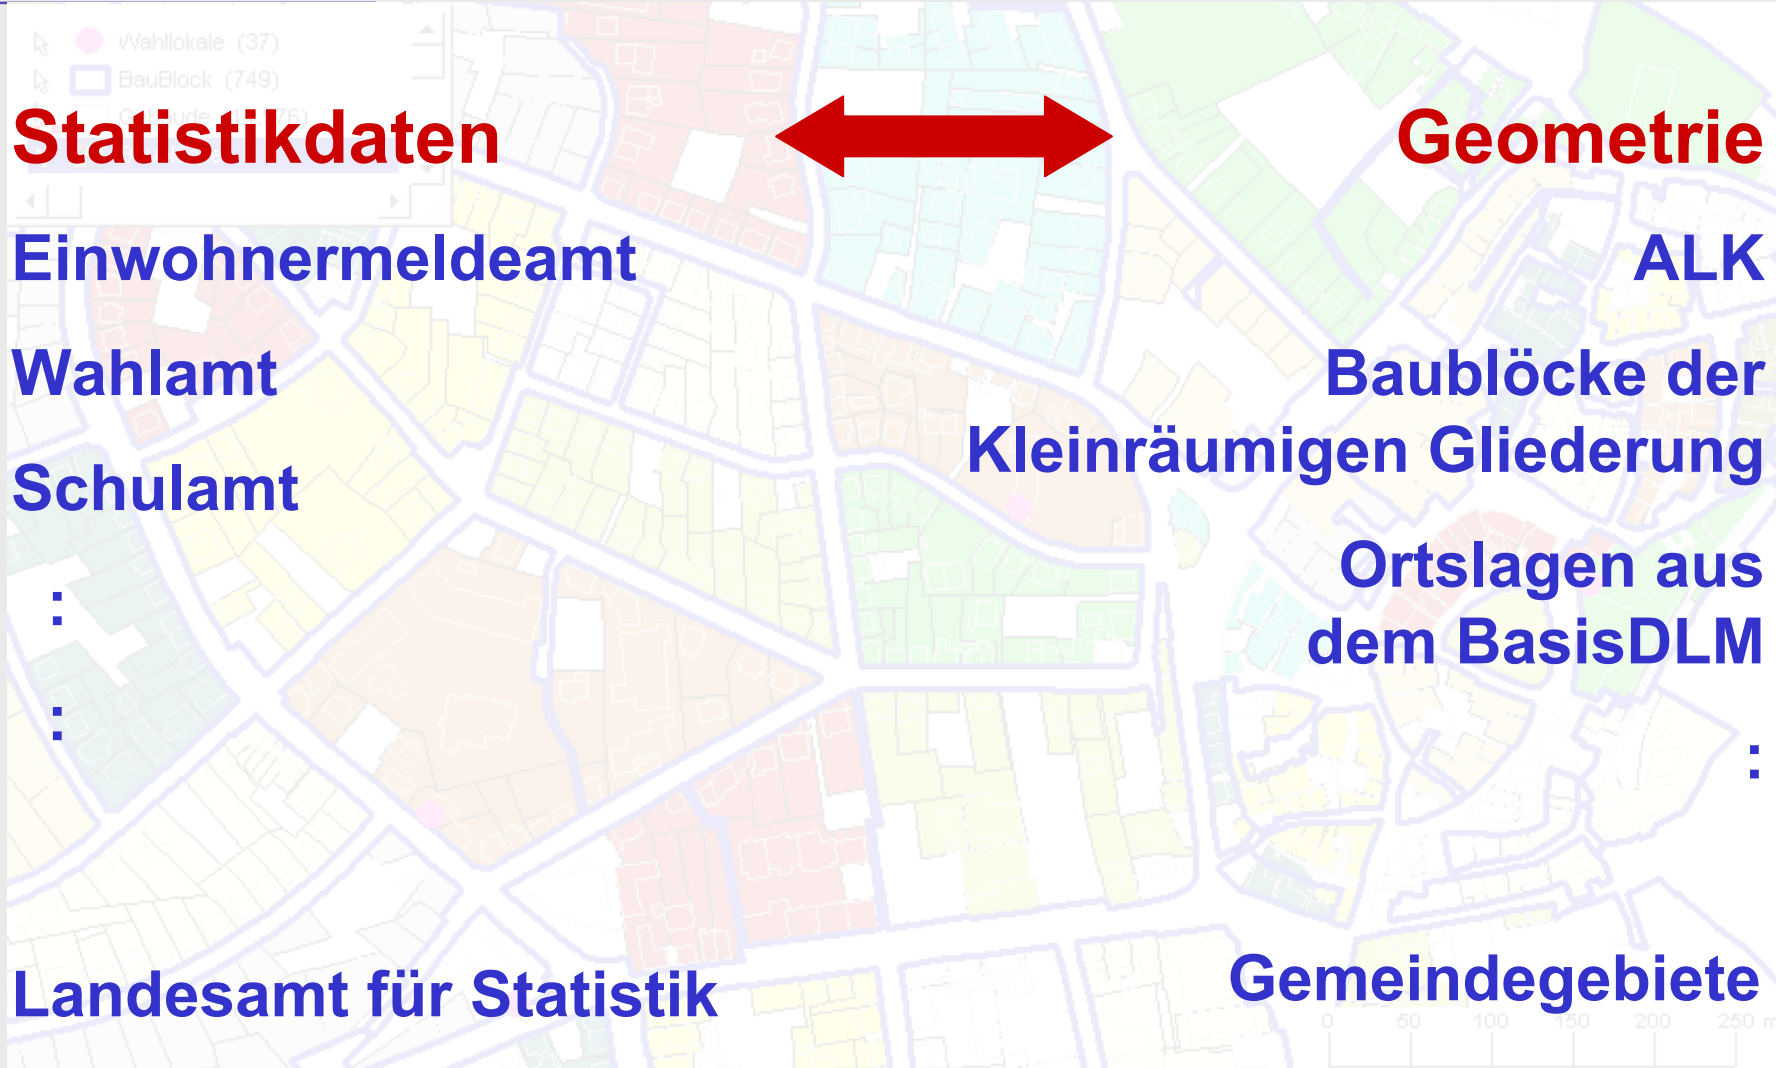 Wahllokale (37)
BauBlock (749)
Statistikdaten
Geometrie
Einwohnermeldeamt
ALK
Wahlamt
Baublöcke der
Kleinräumigen Gliederung
Schulamt
Ortslagen aus
dem BasisDLM
:
:
:
Landesamt für Statistik
Gemeindegebiete
0 50 100 150 200 250 m